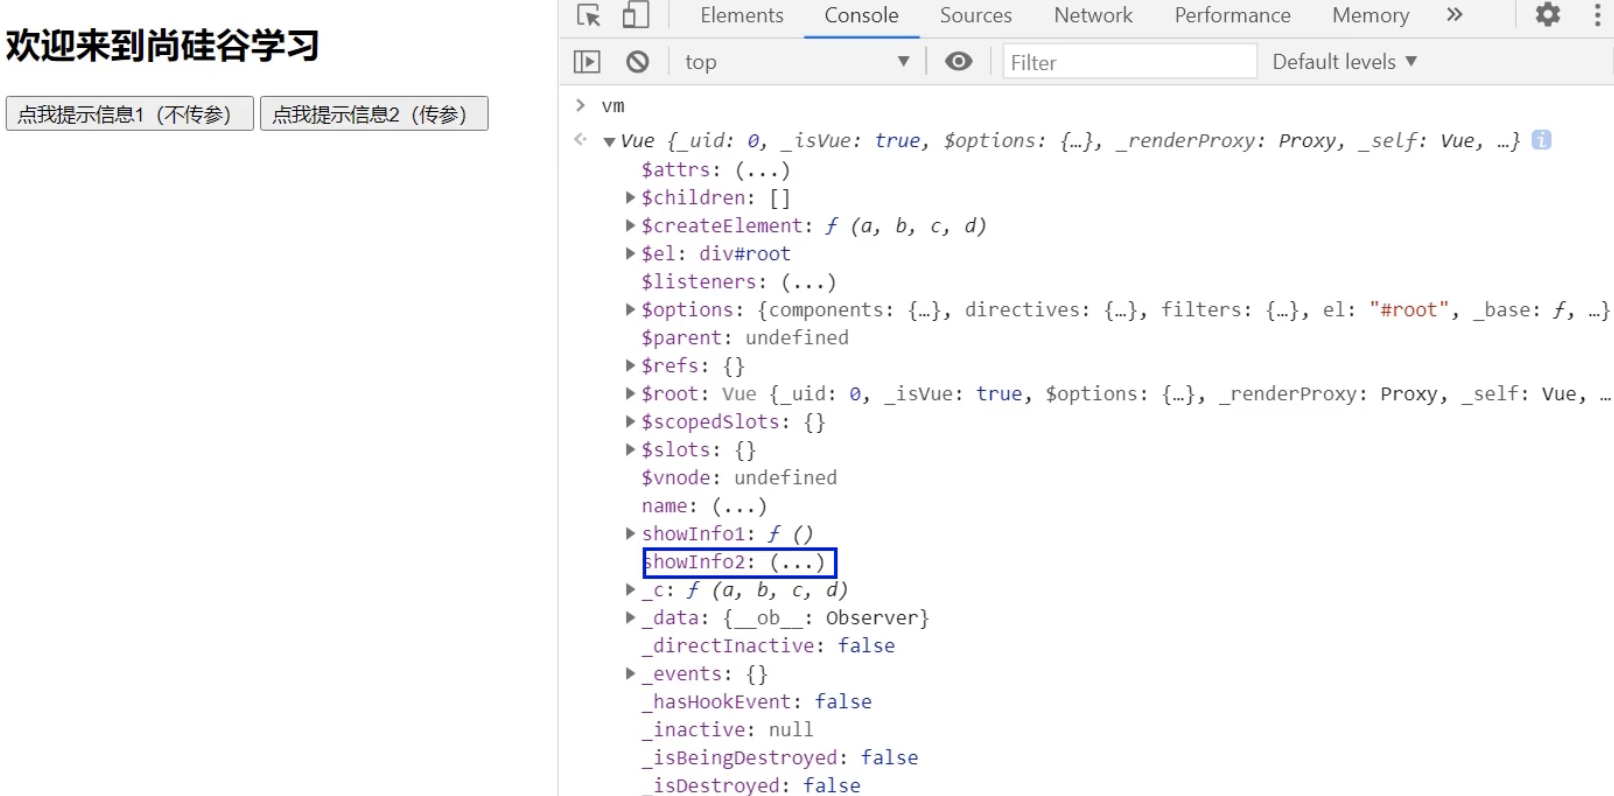 欢迎来到尚硅谷学习
点我提示信息1（不传参） 点我提示信息2（传参）
Elements Console Sources Network Performance Memory »
top ▼ Filter Default levels ▼
> vm
▼Vue {_uid: 0, _isVue: true, $options: {…}, _renderProxy: Proxy, _self: Vue, …} i
$attrs: (...)
▶$children: []
▶$createElement: ƒ (a, b, c, d)
▶$el: div#root
$listeners: (...)
▶$options: {components: {…}, directives: {…}, filters: {…}, el: "#root", _base: ƒ, …}
$parent: undefined
▶$refs: {}
▶$root: Vue {_uid: 0, _isVue: true, $options: {…}, _renderProxy: Proxy, _self: Vue, …
▶$scopedSlots: {}
▶$slots: {}
$vnode: undefined
name: (...)
▶showInfo1: ƒ ()
showInfo2: (...)
▶_c: ƒ (a, b, c, d)
▶_data: {__ob__: Observer}
_directInactive: false
▶_events: {}
_hasHookEvent: false
_inactive: null
_isBeingDestroyed: false
_isDestroyed: false